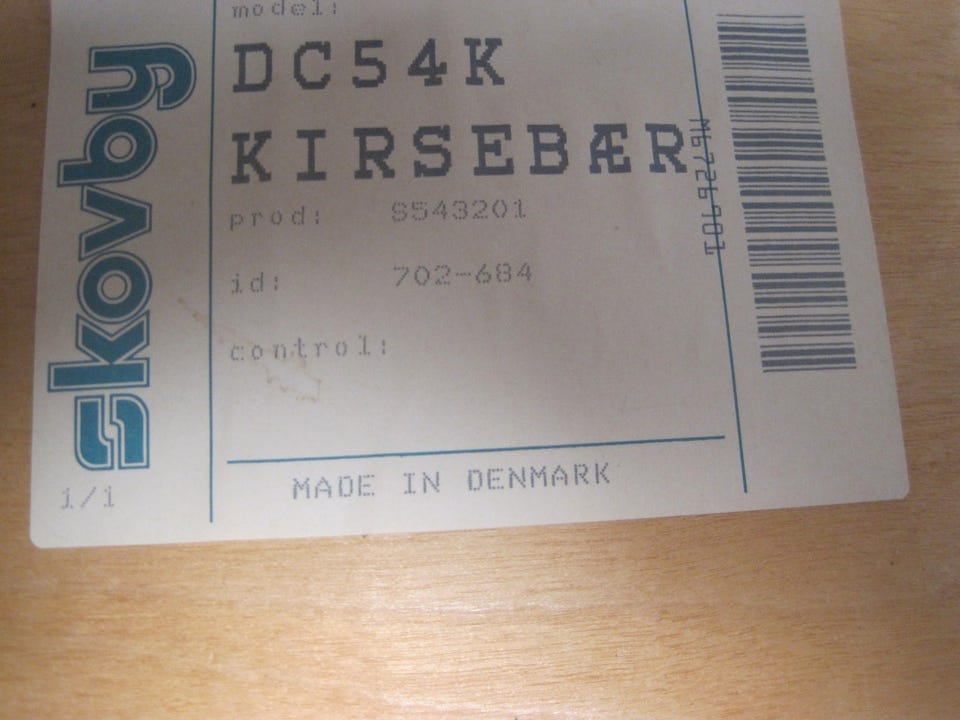 skovby
model:
DC54K
KIRSEBÆR
prod: S543201
id: 702-684
control:
1/1
MADE IN DENMARK